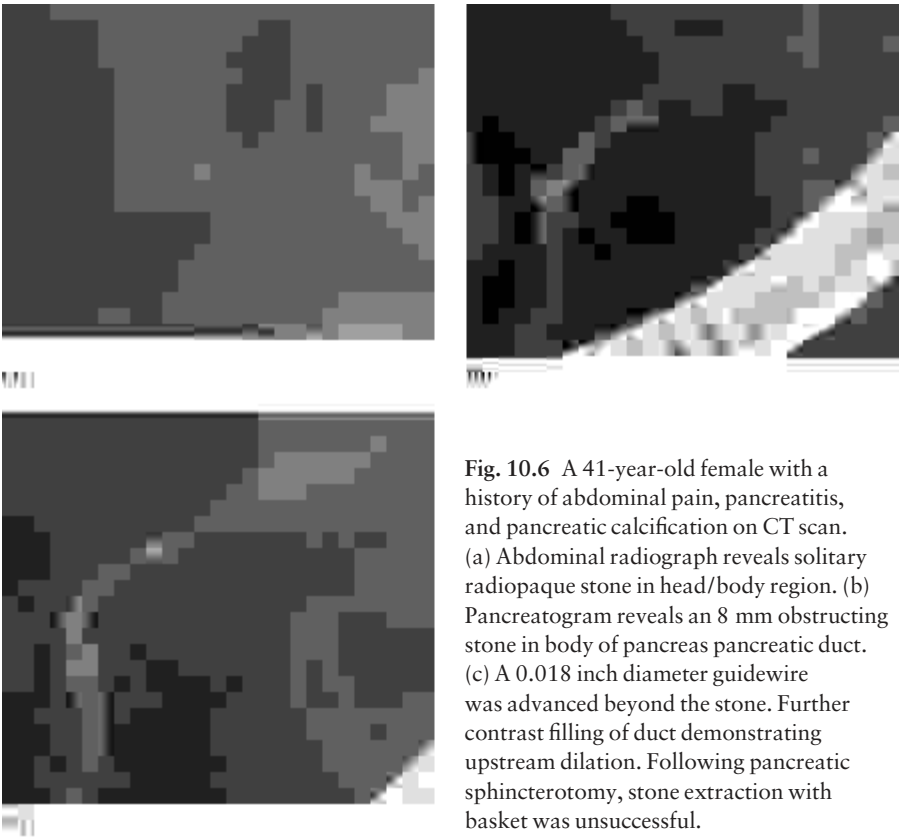 Fig. 10.6 A 41-year-old female with a
history of abdominal pain, pancreatitis,
and pancreatic calcification on CT scan.
(a) Abdominal radiograph reveals solitary
radiopaque stone in head/body region. (b)
Pancreatogram reveals an 8 mm obstructing
stone in body of pancreas pancreatic duct.
(c) A 0.018 inch diameter guidewire
was advanced beyond the stone. Further
contrast filling of duct demonstrating
upstream dilation. Following pancreatic
sphincterotomy, stone extraction with
basket was unsuccessful.